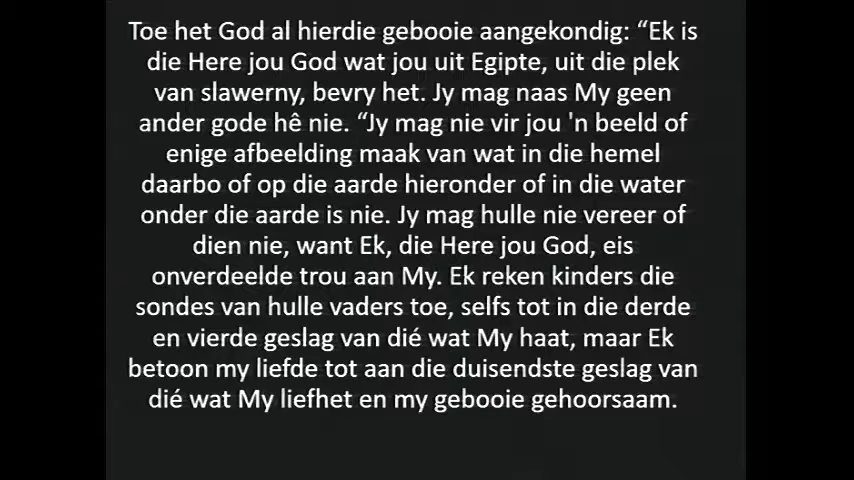 Toe het God al hierdie gebooie aangekondig: “Ek is
die Here jou God wat jou uit Egipte, uit die plek
van slawerny, bevry het. Jy mag naas My geen
ander gode hê nie. “Jy mag nie vir jou 'n beeld of
enige afbeelding maak van wat in die hemel
daarbo of op die aarde hieronder of in die water
onder die aarde is nie. Jy mag hulle nie vereer of
dien nie, want Ek, die Here jou God, eis
onverdeelde trou aan My. Ek reken kinders die
sondes van hulle vaders toe, selfs tot in die derde
en vierde geslag van dié wat My haat, maar Ek
betoon my liefde tot aan die duisendste geslag van
dié wat My liefhet en my gebooie gehoorsaam.